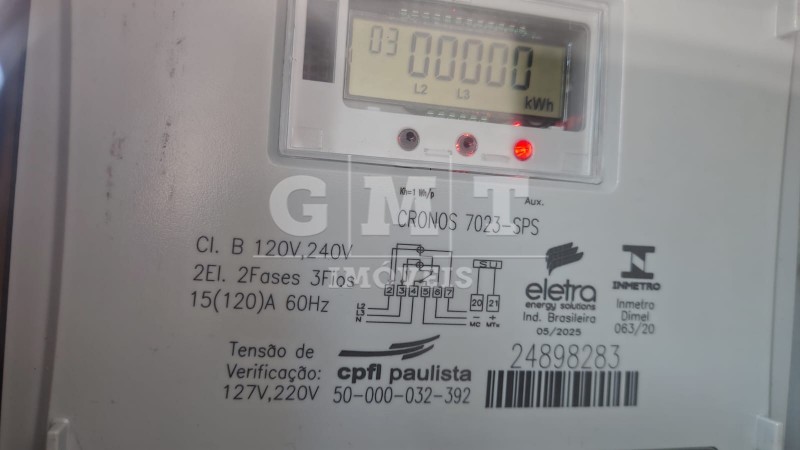 03 00000
L2 L3
kWh
Kh=1 Wh/p
Aux.
GMT
IMÓVEIS
CRONOS 7023-SPS
Cl. B 120V,240V
2El. 2Fases 3Fios
15(120)A 60Hz
L2
L3
N
2 3 4 5 6 7
SU
20 21
- +
MC MT+
eletra
energy solutions
Ind. Brasileira
05/2025
INMETRO
Inmetro
Dimel
063/20
Tensão de
Verificação:
127V,220V
cpfl paulista
50-000-032-392
24898283